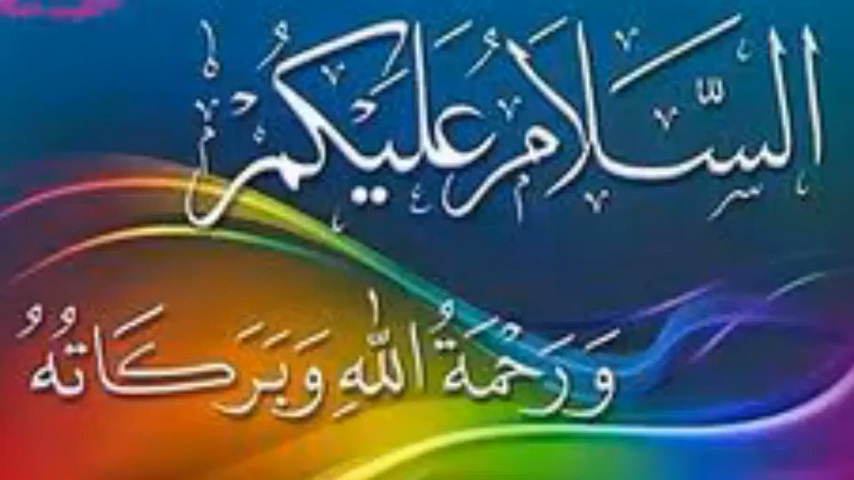 السَّلَامُ عَلَيْكُمْ
وَرَحْمَةُ اللهِ وَبَرَكَاتُهُ